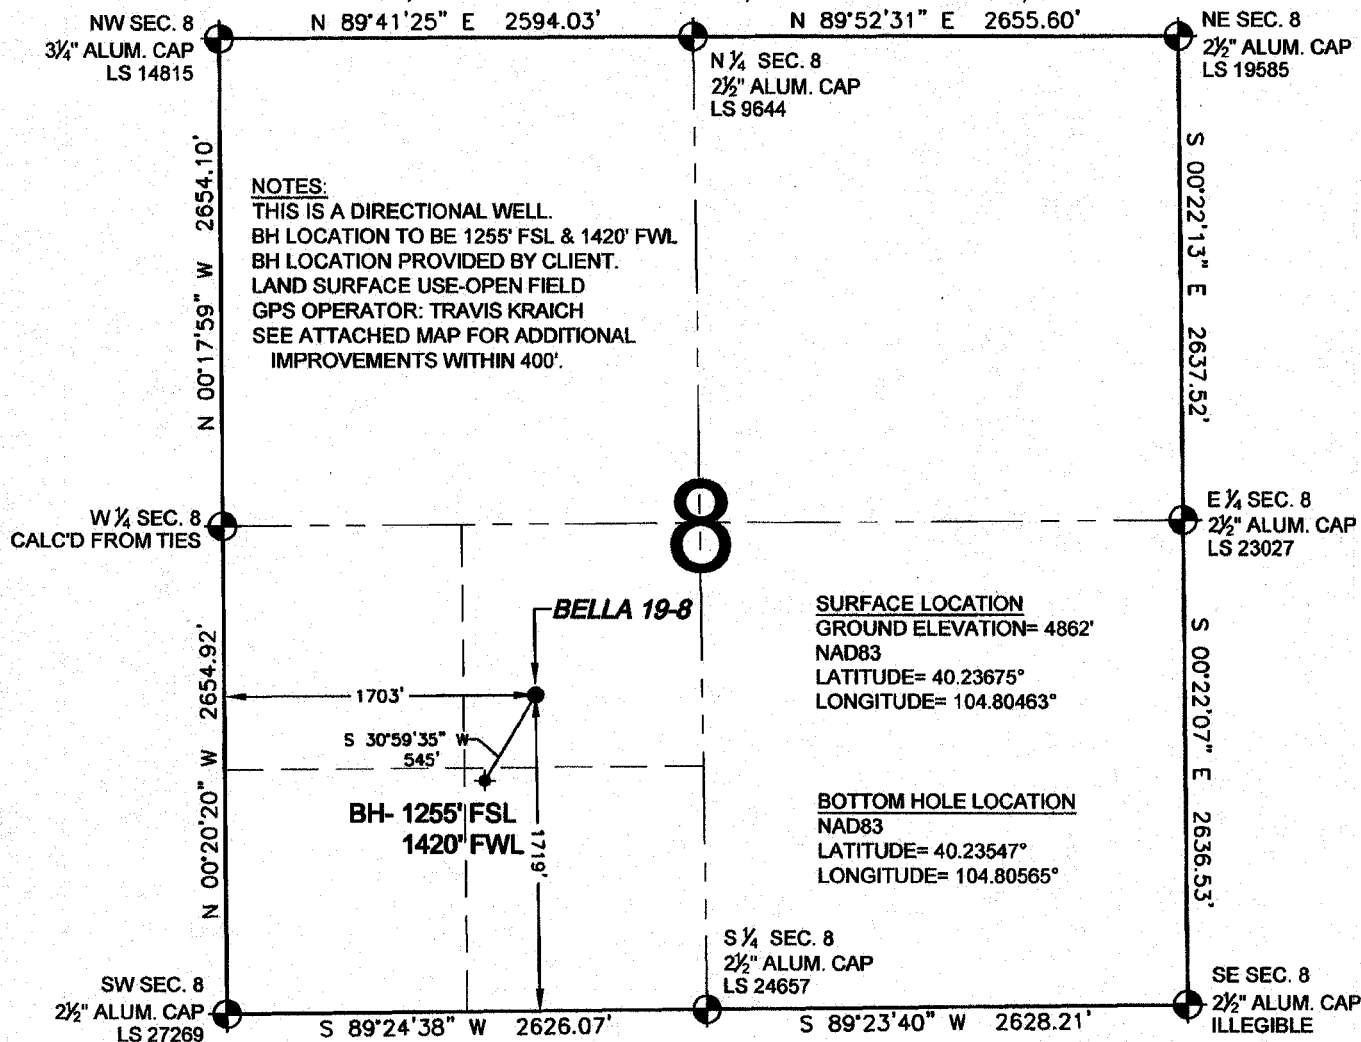 NW SEC. 8
3¼" ALUM. CAP
LS 14815
N 89°41'25" E 2594.03'
N ¼ SEC. 8
2½" ALUM. CAP
LS 9644
N 89°52'31" E 2655.60'
NE SEC. 8
2½" ALUM. CAP
LS 19585
N 00°17'59" W 2654.10'
NOTES:
THIS IS A DIRECTIONAL WELL.
BH LOCATION TO BE 1255' FSL & 1420' FWL
BH LOCATION PROVIDED BY CLIENT.
LAND SURFACE USE-OPEN FIELD
GPS OPERATOR: TRAVIS KRAICH
SEE ATTACHED MAP FOR ADDITIONAL
IMPROVEMENTS WITHIN 400'.
S 00°22'13" E 2637.52'
W ¼ SEC. 8
CALC'D FROM TIES
8
E ¼ SEC. 8
2½" ALUM. CAP
LS 23027
BELLA 19-8
1703'
S 30°59'35" W
545'
BH- 1255' FSL
1420' FWL
1719'
N 00°20'20" W 2654.92'
SURFACE LOCATION
GROUND ELEVATION= 4862'
NAD83
LATITUDE= 40.23675°
LONGITUDE= 104.80463°
BOTTOM HOLE LOCATION
NAD83
LATITUDE= 40.23547°
LONGITUDE= 104.80565°
S 00°22'07" E 2636.53'
SW SEC. 8
2½" ALUM. CAP
LS 27269
S 89°24'38" W 2626.07'
S ¼ SEC. 8
2½" ALUM. CAP
LS 24657
S 89°23'40" W 2628.21'
SE SEC. 8
2½" ALUM. CAP
ILLEGIBLE